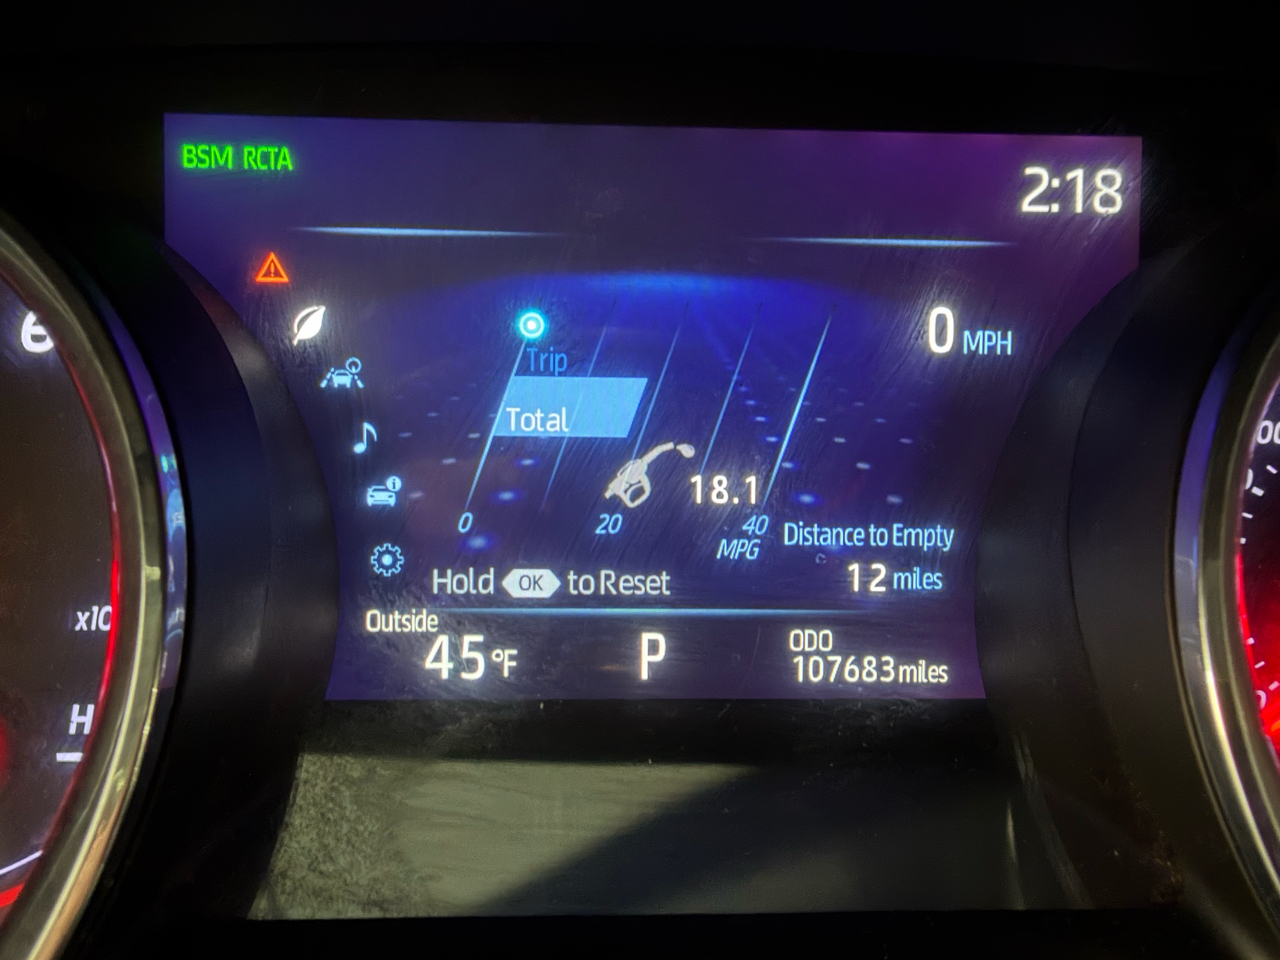 BSM RCTA
2:18
0 MPH
Trip
Total
18.1
0 20 40
MPG
Distance to Empty
12 miles
Hold OK to Reset
Outside
45°F
P
ODO
107683 miles
6
x10
H